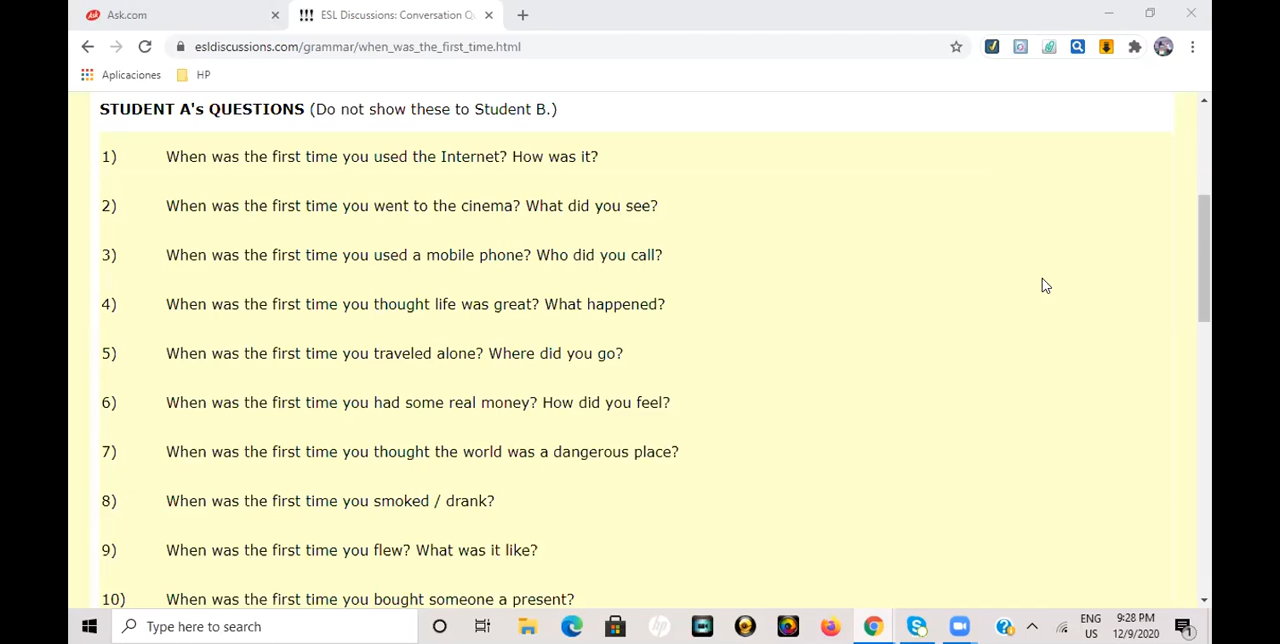 Ask.com
ESL Discussions: Conversation Q
esldiscussions.com/grammar/when_was_the_first_time.html
Aplicaciones HP
STUDENT A's QUESTIONS (Do not show these to Student B.)
1) When was the first time you used the Internet? How was it?
2) When was the first time you went to the cinema? What did you see?
3) When was the first time you used a mobile phone? Who did you call?
4) When was the first time you thought life was great? What happened?
5) When was the first time you traveled alone? Where did you go?
6) When was the first time you had some real money? How did you feel?
7) When was the first time you thought the world was a dangerous place?
8) When was the first time you smoked / drank?
9) When was the first time you flew? What was it like?
10) When was the first time you bought someone a present?
Type here to search
ENG
US
9:28 PM
12/9/2020